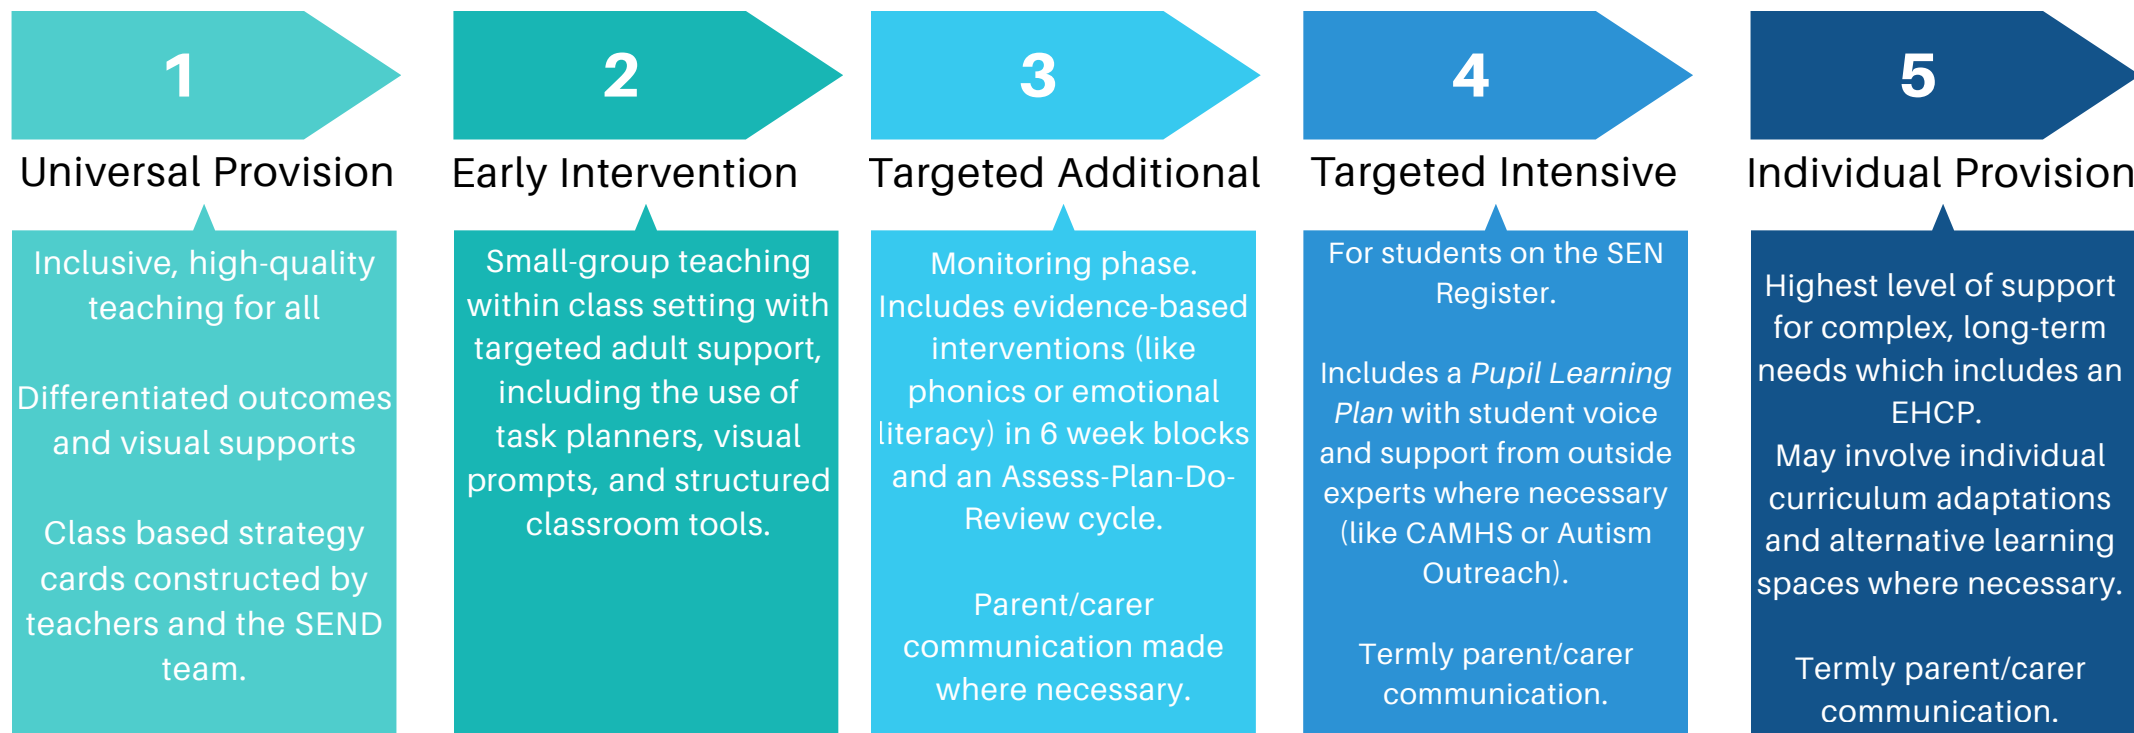 1
Universal Provision
Inclusive, high-quality
teaching for all
Differentiated outcomes
and visual supports
Class based strategy
cards constructed by
teachers and the SEND
team.
2
Early Intervention
Small-group teaching
within class setting with
targeted adult support,
including the use of
task planners, visual
prompts, and structured
classroom tools.
3
Targeted Additional
Monitoring phase.
Includes evidence-based
interventions (like
phonics or emotional
literacy) in 6 week blocks
and an Assess-Plan-Do-
Review cycle.
Parent/carer
communication made
where necessary.
4
Targeted Intensive
For students on the SEN
Register.
Includes a Pupil Learning
Plan with student voice
and support from outside
experts where necessary
(like CAMHS or Autism
Outreach).
Termly parent/carer
communication.
5
Individual Provision
Highest level of support
for complex, long-term
needs which includes an
EHCP.
May involve individual
curriculum adaptations
and alternative learning
spaces where necessary.
Termly parent/carer
communication.